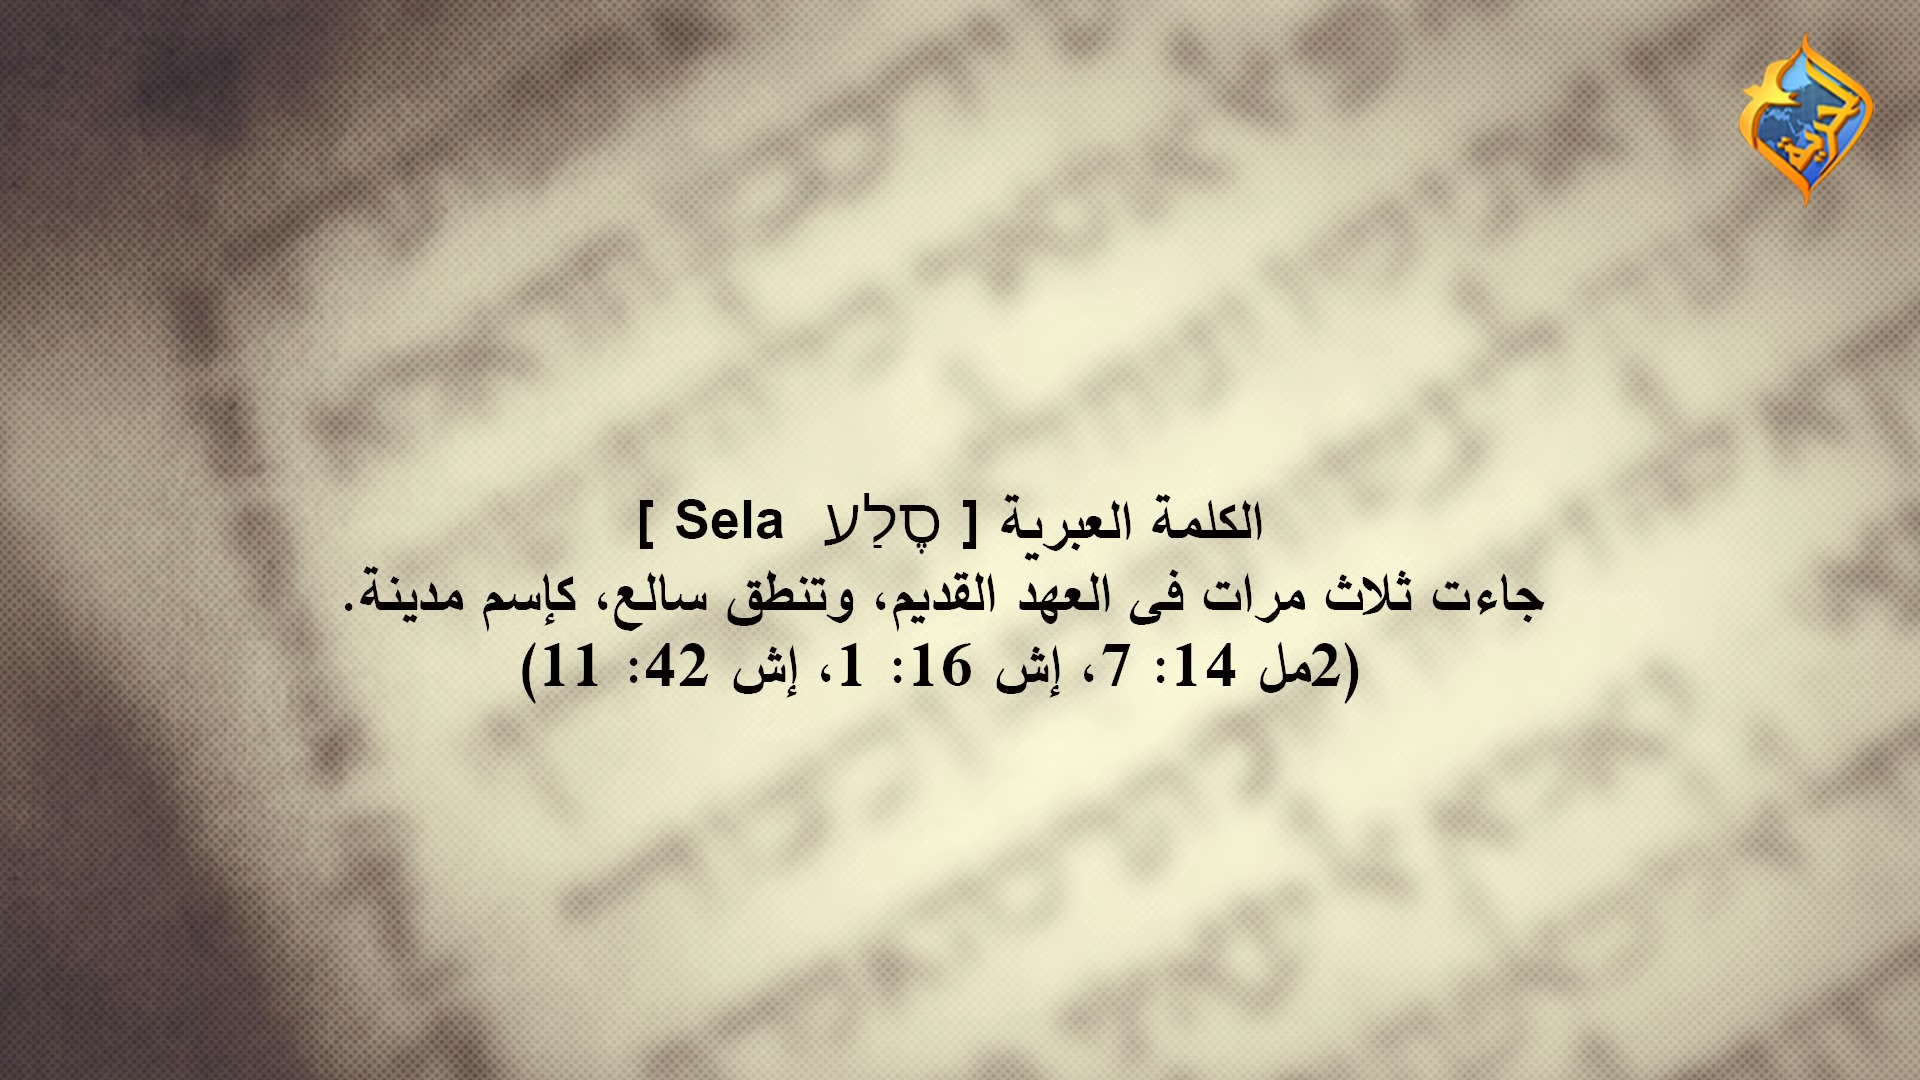 الحرية
الكلمة العبرية [ סֶלַע Sela ]
جاءت ثلاث مرات فى العهد القديم، وتنطق سالع، كإسم مدينة.
(2مل 14: 7، إش 16: 1، إش 42: 11)